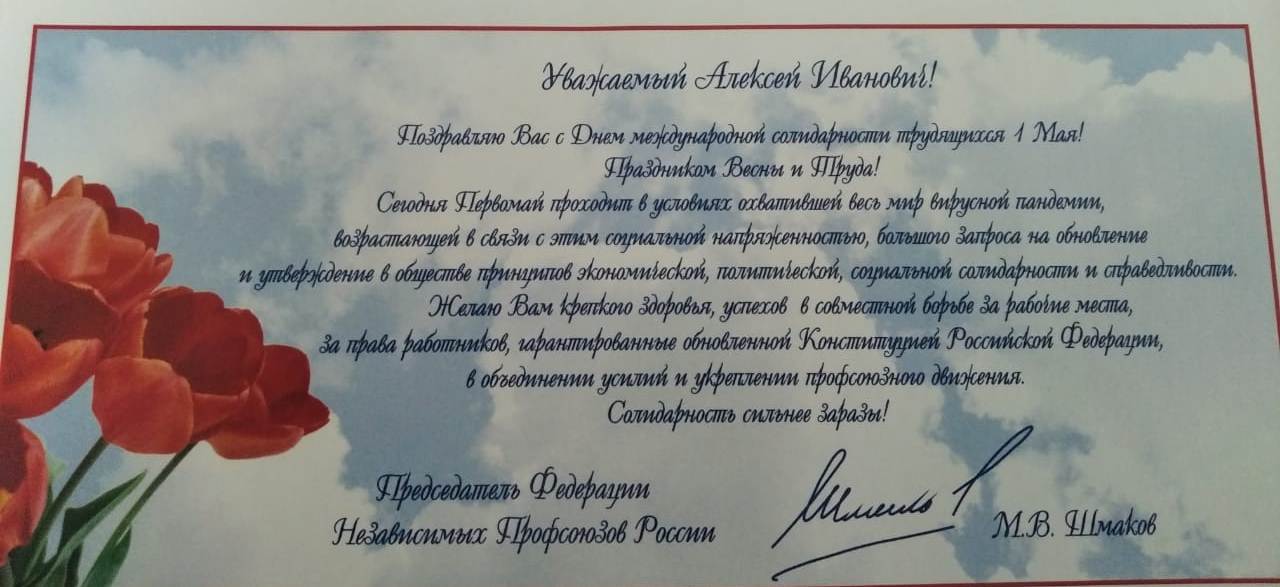 Уважаемый Алексей Иванович!
Поздравляю Вас с Днем международной солидарности трудящихся 1 Мая!
Праздником Весны и Труда!
Сегодня Первомай проходит в условиях охватившей весь мир вирусной пандемии,
возрастающей в связи с этим социальной напряженностью, большого запроса на обновление
и утверждение в обществе принципов экономической, политической, социальной солидарности и справедливости.
Желаю Вам крепкого здоровья, успехов в совместной борьбе за рабочие места,
за права работников, гарантированные обновленной Конституцией Российской Федерации,
в объединении усилий и укреплении профсоюзного движения.
Солидарность сильнее заразы!
Председатель Федерации
Независимых Профсоюзов России
М.В. Шмаков